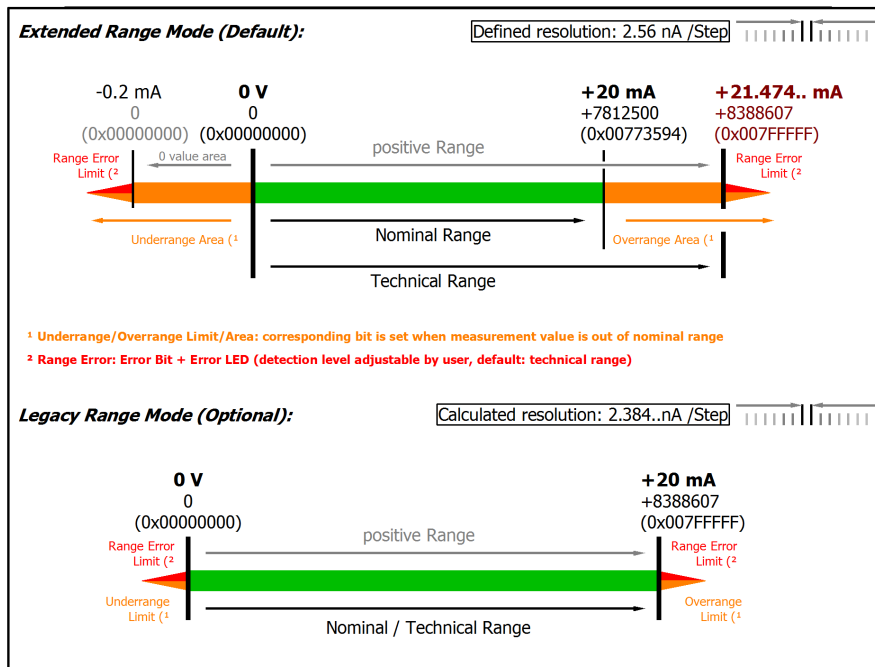 Extended Range Mode (Default):
Defined resolution: 2.56 nA /Step
-0.2 mA
0
(0x00000000)
0 V
0
(0x00000000)
+20 mA
+7812500
(0x00773594)
+21.474.. mA
+8388607
(0x007FFFFF)
Range Error
Limit (²
0 value area
positive Range
Range Error
Limit (²
Underrange Area (¹
Nominal Range
Overrange Area (¹
Technical Range
¹ Underrange/Overrange Limit/Area: corresponding bit is set when measurement value is out of nominal range
² Range Error: Error Bit + Error LED (detection level adjustable by user, default: technical range)
Legacy Range Mode (Optional):
Calculated resolution: 2.384..nA /Step
0 V
0
(0x00000000)
+20 mA
+8388607
(0x007FFFFF)
Range Error
Limit (²
positive Range
Range Error
Limit (²
Underrange
Limit (¹
Nominal / Technical Range
Overrange
Limit (¹